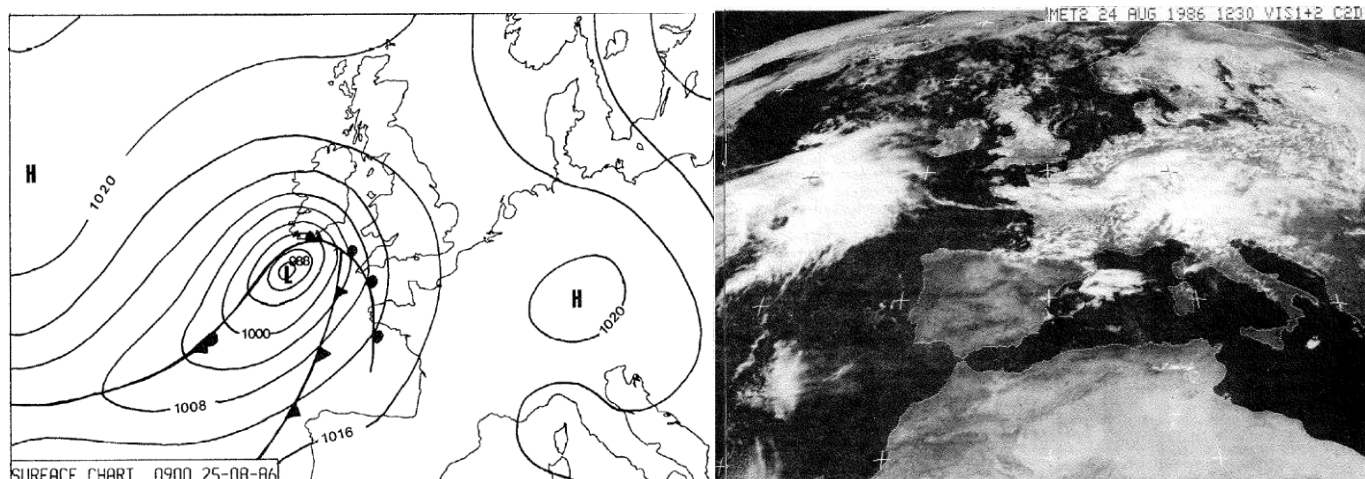 MET2 24 AUG 1986 1230 VIS1+2 C2D
H
1020
988
L
1000
H
1020
1008
1016
SURFACE CHART 0900 25-08-86